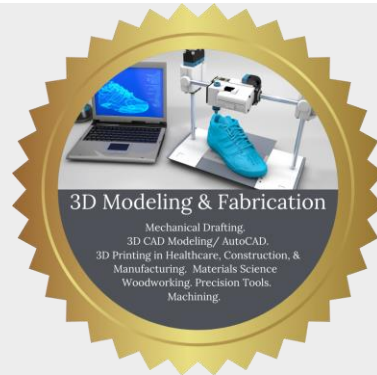 3D Modeling & Fabrication
Mechanical Drafting.
3D CAD Modeling/ AutoCAD.
3D Printing in Healthcare, Construction, &
Manufacturing. Materials Science
Woodworking. Precision Tools.
Machining.